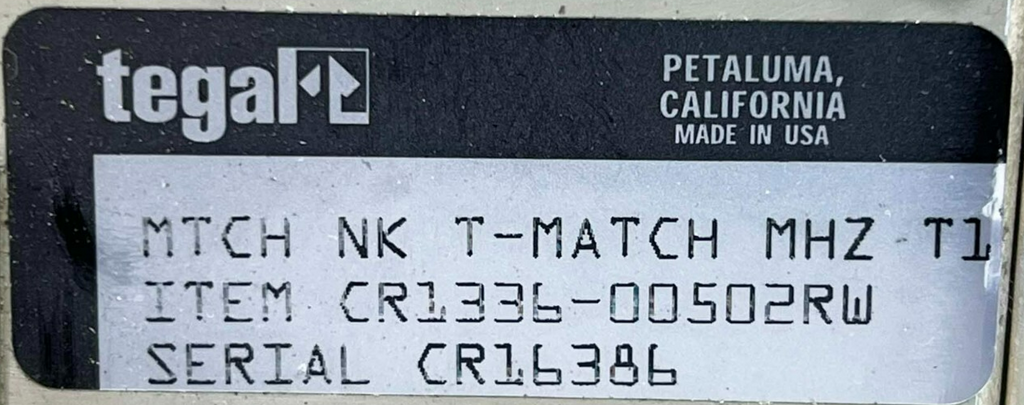 tegal
PETALUMA,
CALIFORNIA
MADE IN USA
MTCH NK T-MATCH MHZ T1
ITEM CR1336-00502RW
SERIAL CR16386